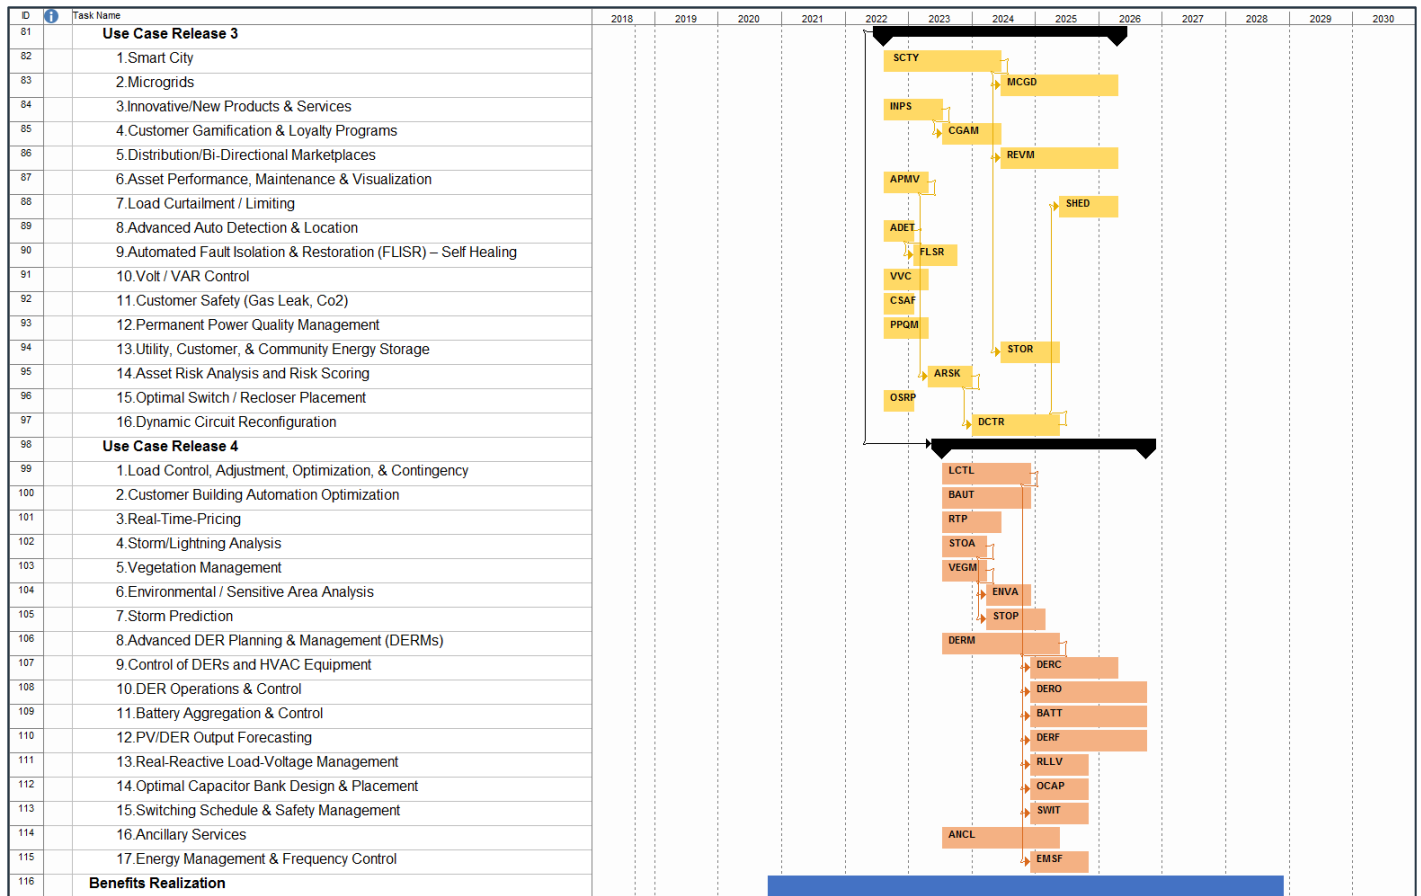 ID Task Name 2018 2019 2020 2021 2022 2023 2024 2025 2026 2027 2028 2029 2030
81 Use Case Release 3
82 1.Smart City SCTY
83 2.Microgrids MCGD
84 3.Innovative/New Products & Services INPS
85 4.Customer Gamification & Loyalty Programs CGAM
86 5.Distribution/Bi-Directional Marketplaces REVM
87 6.Asset Performance, Maintenance & Visualization APMV
88 7.Load Curtailment / Limiting SHED
89 8.Advanced Auto Detection & Location ADET
90 9.Automated Fault Isolation & Restoration (FLISR) – Self Healing FLSR
91 10.Volt / VAR Control VVC
92 11.Customer Safety (Gas Leak, Co2) CSAF
93 12.Permanent Power Quality Management PPQM
94 13.Utility, Customer, & Community Energy Storage STOR
95 14.Asset Risk Analysis and Risk Scoring ARSK
96 15.Optimal Switch / Recloser Placement OSRP
97 16.Dynamic Circuit Reconfiguration DCTR
98 Use Case Release 4
99 1.Load Control, Adjustment, Optimization, & Contingency LCTL
100 2.Customer Building Automation Optimization BAUT
101 3.Real-Time-Pricing RTP
102 4.Storm/Lightning Analysis STOA
103 5.Vegetation Management VEGM
104 6.Environmental / Sensitive Area Analysis ENVA
105 7.Storm Prediction STOP
106 8.Advanced DER Planning & Management (DERMs) DERM
107 9.Control of DERs and HVAC Equipment DERC
108 10.DER Operations & Control DERO
109 11.Battery Aggregation & Control BATT
110 12.PV/DER Output Forecasting DERF
111 13.Real-Reactive Load-Voltage Management RLLV
112 14.Optimal Capacitor Bank Design & Placement OCAP
113 15.Switching Schedule & Safety Management SWIT
114 16.Ancillary Services ANCL
115 17.Energy Management & Frequency Control EMSF
116 Benefits Realization